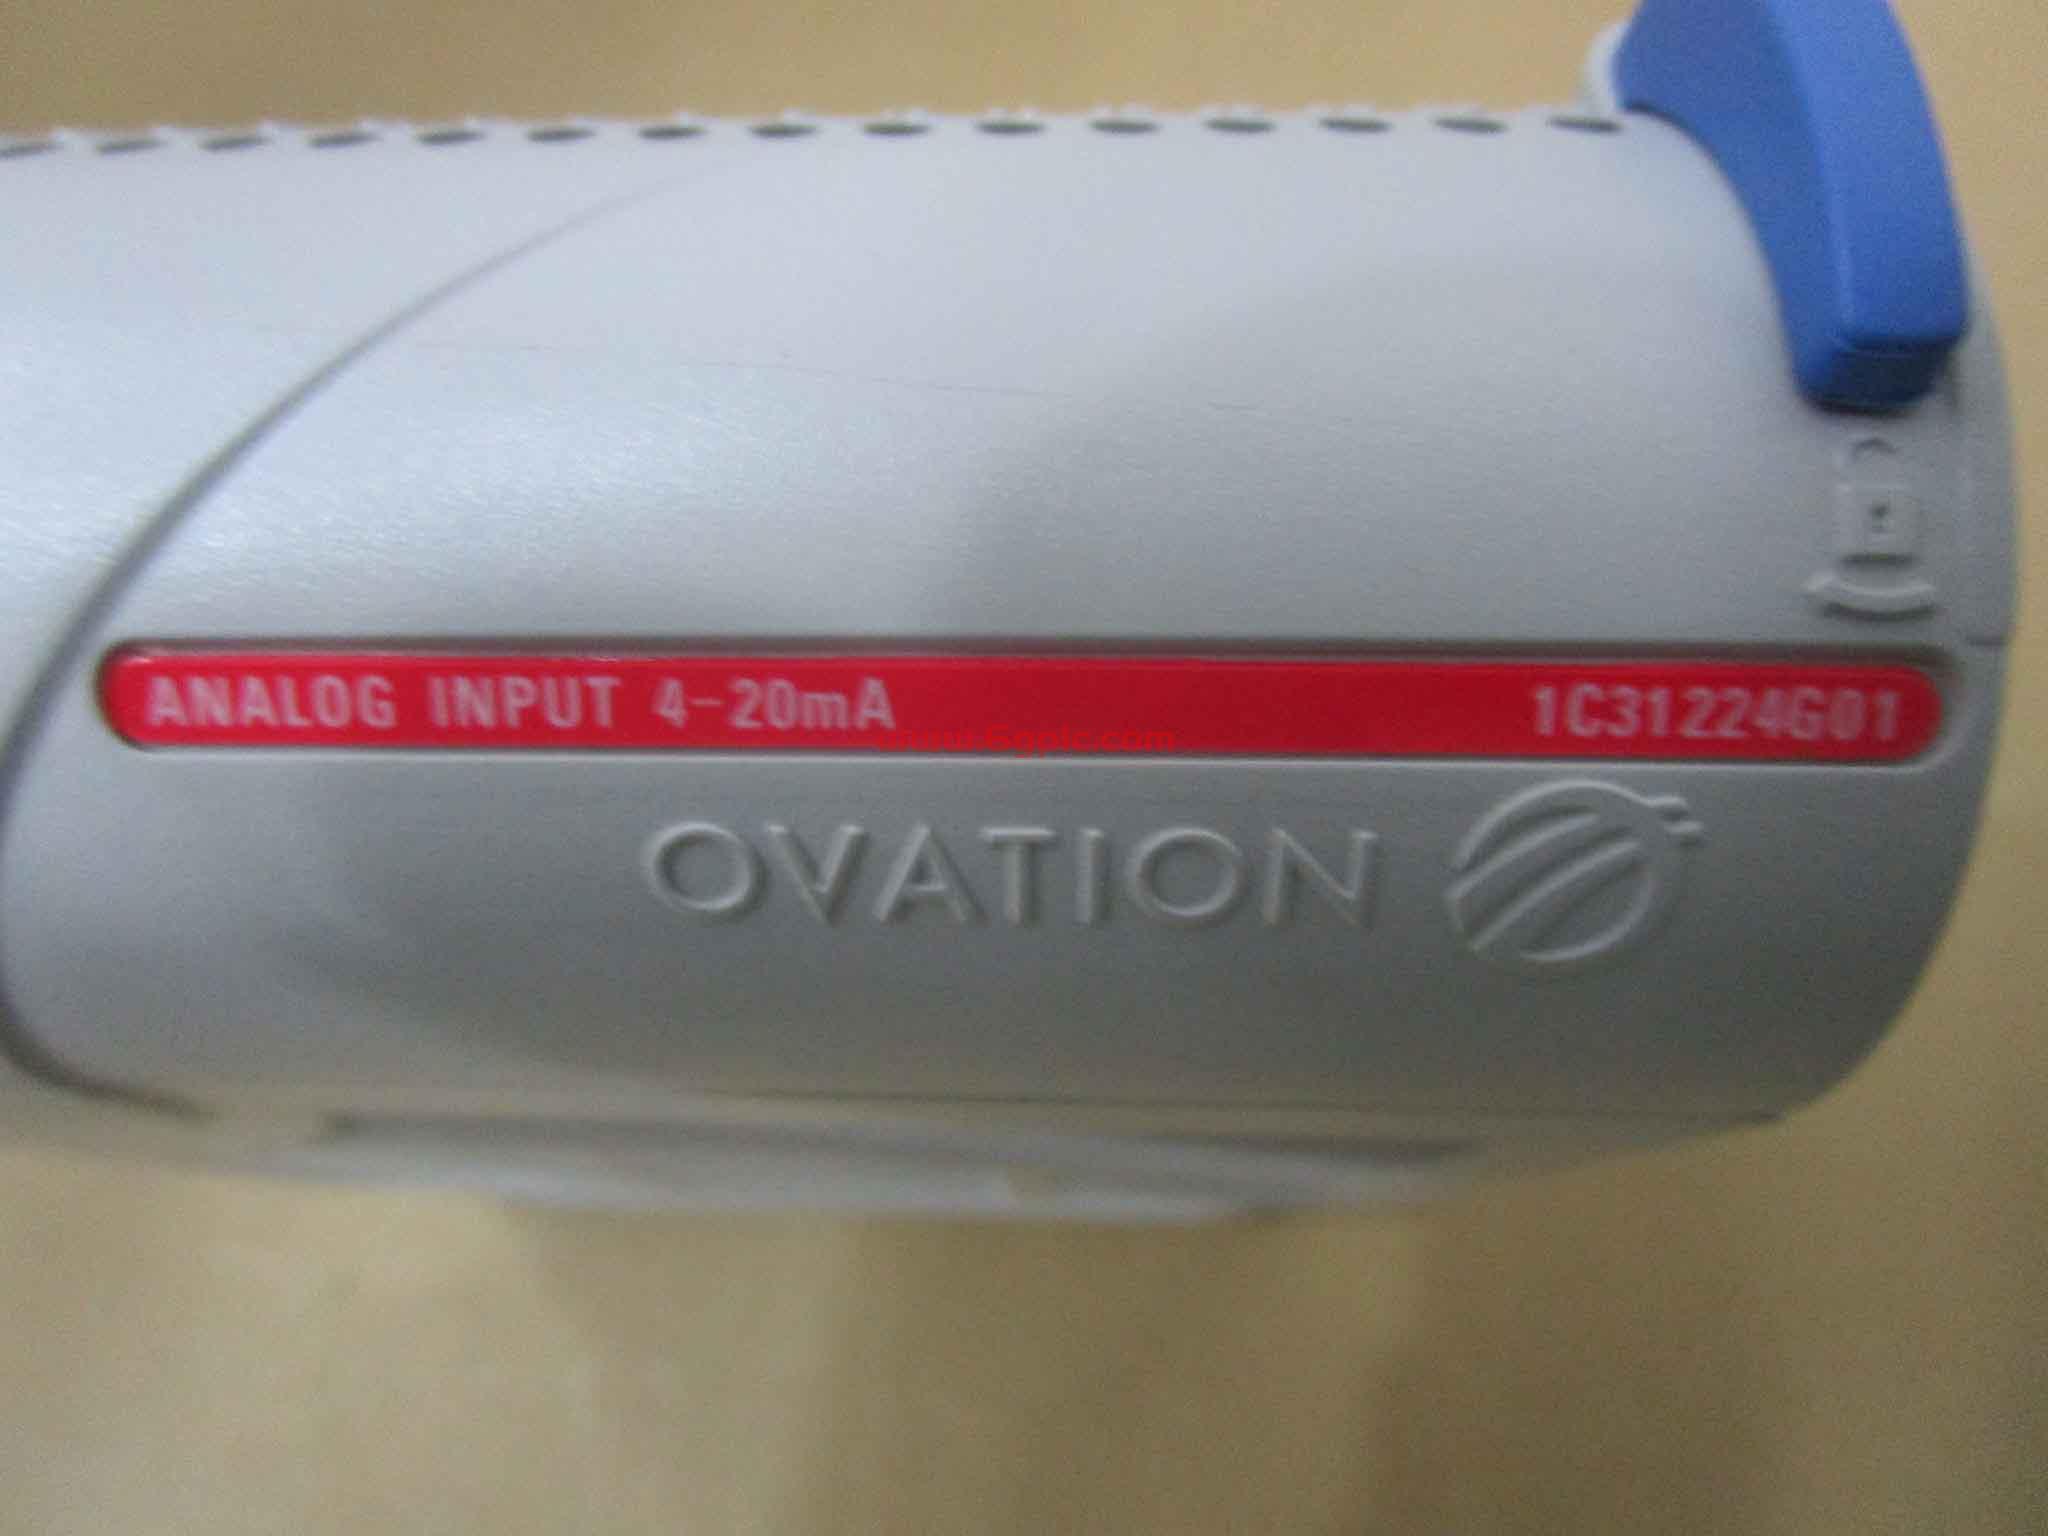 ANALOG INPUT 4-20mA 1C31224G01
OVATION